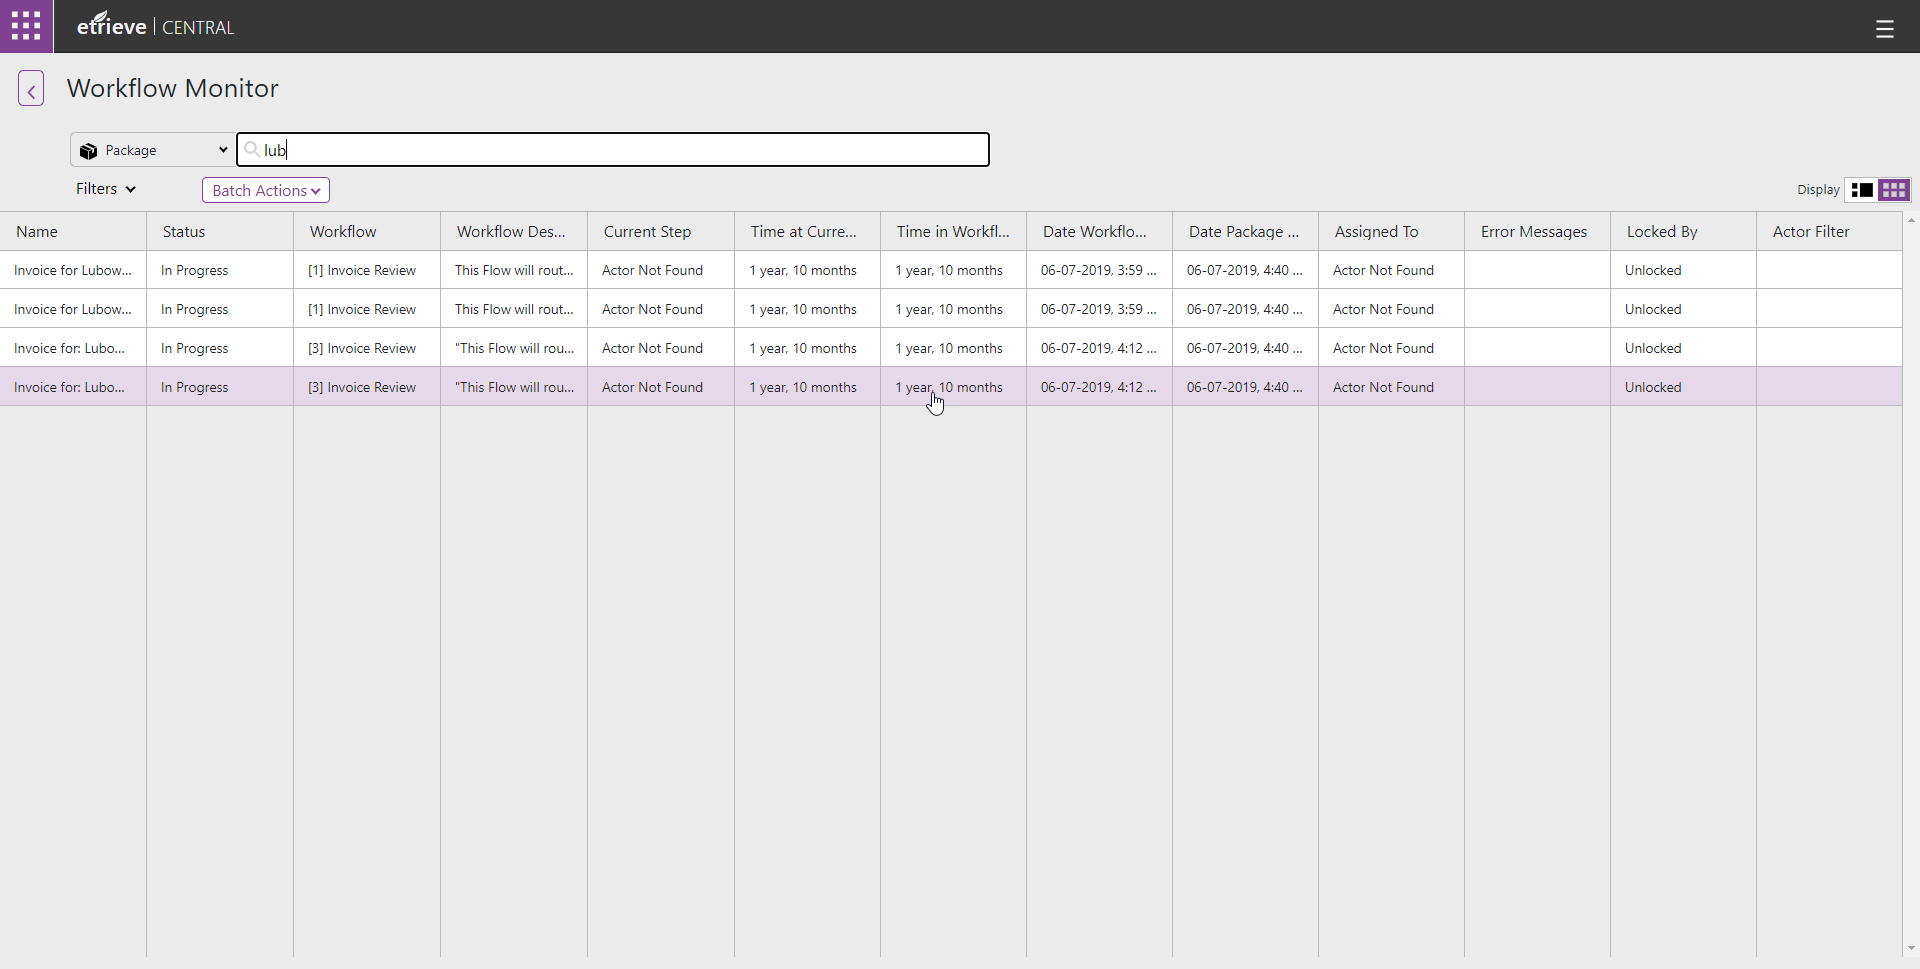 etrieve | CENTRAL
Workflow Monitor
Package lub
Filters Batch Actions Display
Name Status Workflow Workflow Des... Current Step Time at Curre... Time in Workfl... Date Workflo... Date Package ... Assigned To Error Messages Locked By Actor Filter
Invoice for Lubow... In Progress [1] Invoice Review This Flow will rout... Actor Not Found 1 year, 10 months 1 year, 10 months 06-07-2019, 3:59 ... 06-07-2019, 4:40 ... Actor Not Found Unlocked
Invoice for Lubow... In Progress [1] Invoice Review This Flow will rout... Actor Not Found 1 year, 10 months 1 year, 10 months 06-07-2019, 3:59 ... 06-07-2019, 4:40 ... Actor Not Found Unlocked
Invoice for: Lubo... In Progress [3] Invoice Review "This Flow will rou... Actor Not Found 1 year, 10 months 1 year, 10 months 06-07-2019, 4:12 ... 06-07-2019, 4:40 ... Actor Not Found Unlocked
Invoice for: Lubo... In Progress [3] Invoice Review "This Flow will rou... Actor Not Found 1 year, 10 months 1 year, 10 months 06-07-2019, 4:12 ... 06-07-2019, 4:40 ... Actor Not Found Unlocked